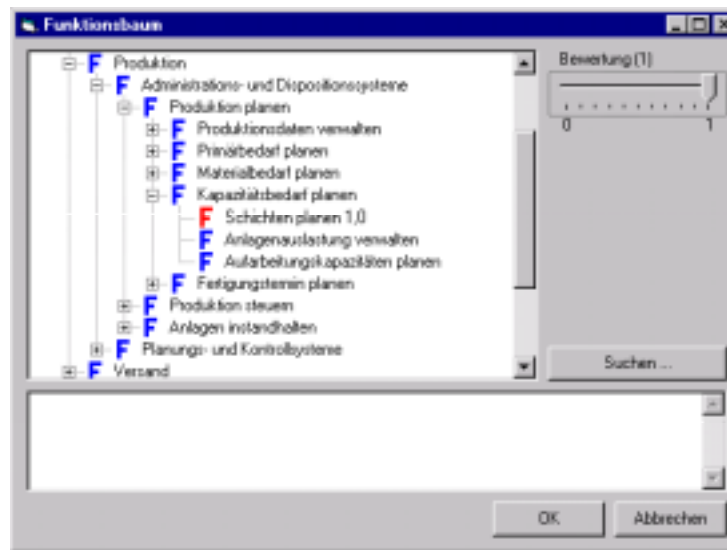 Funktionsbaum
Produktion
Administrations- und Dispositionssysteme
Produktion planen
Produktionsdaten verwalten
Primärbedarf planen
Materialbedarf planen
Kapazitätsbedarf planen
Schichten planen 1,0
Anlagenauslastung verwalten
Aufarbeitungskapazitäten planen
Fertigungstermin planen
Produktion steuern
Anlagen instandhalten
Planungs- und Kontrollsysteme
Versand
Bewertung (1)
0 1
Suchen ...
OK Abbrechen